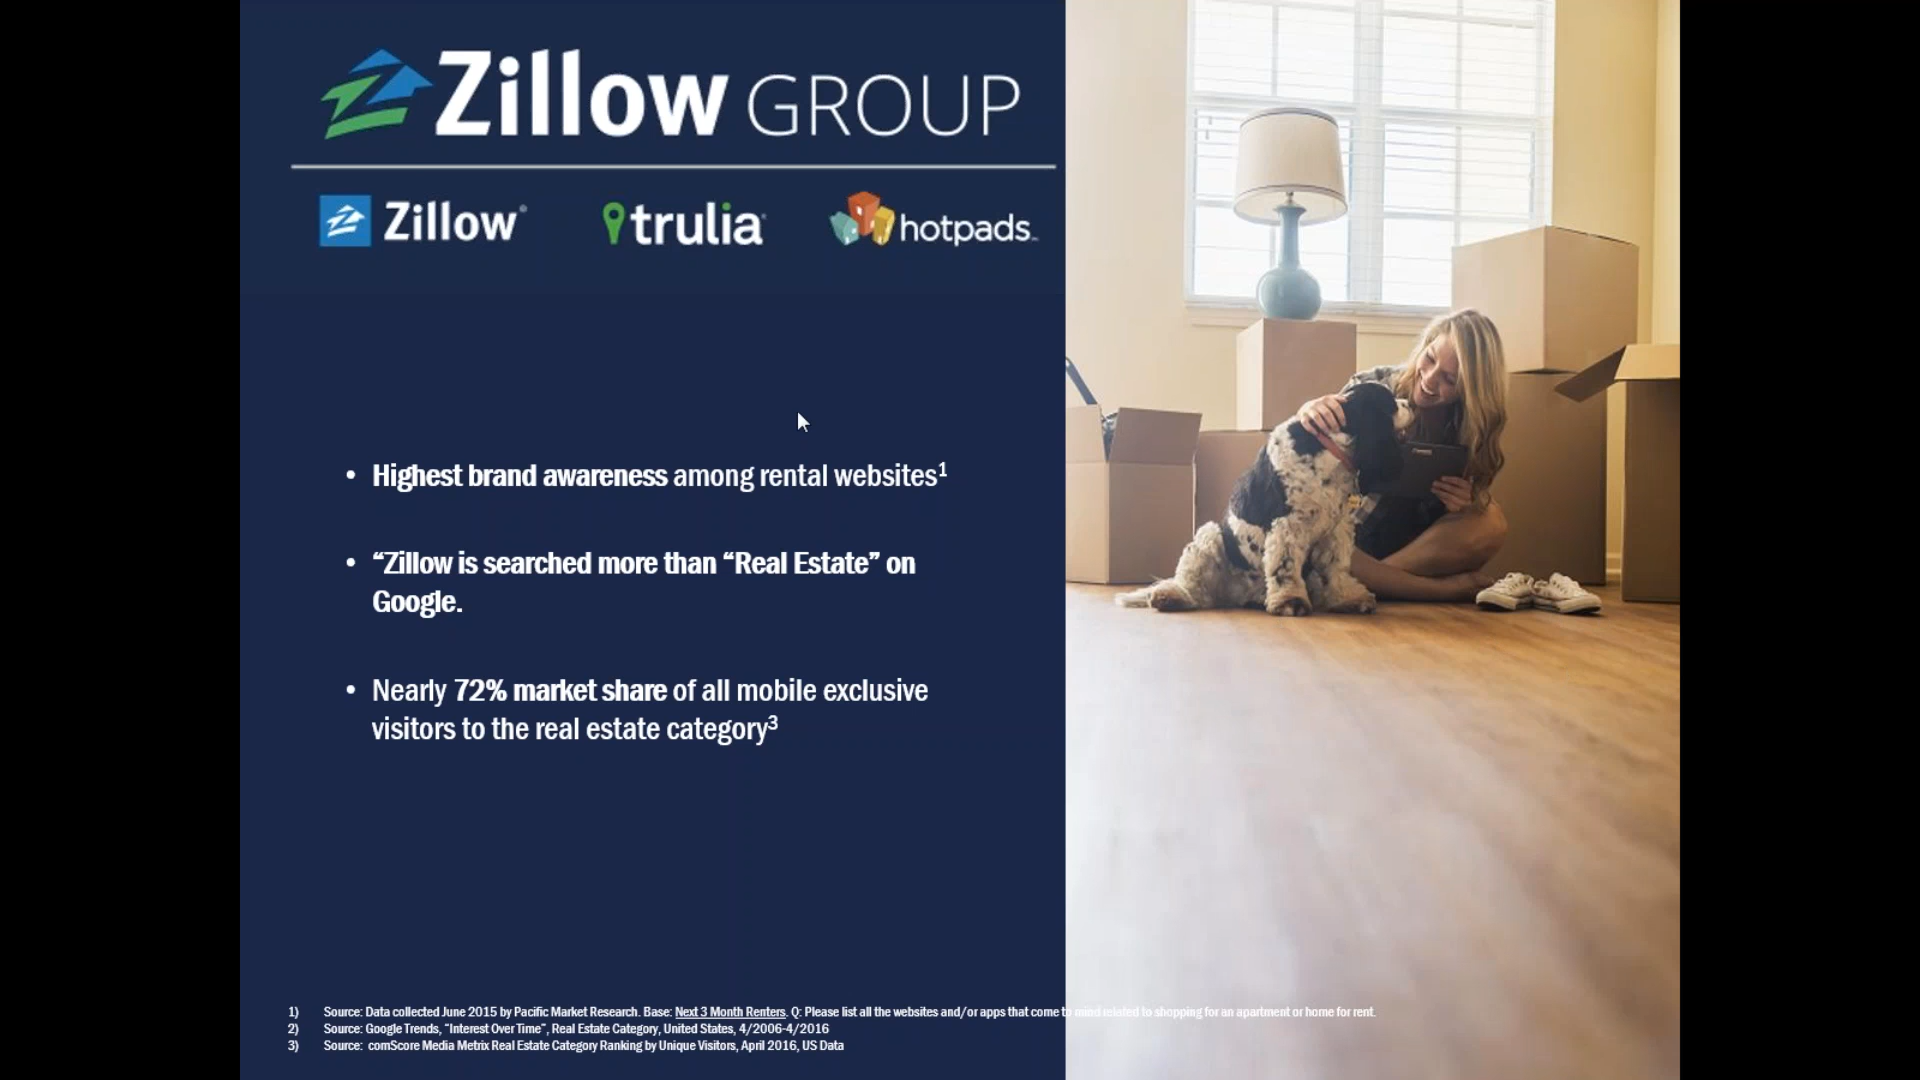 Zillow GROUP
Zillow® trulia® hotpads™
• Highest brand awareness among rental websites¹
• “Zillow is searched more than “Real Estate” on
Google.
• Nearly 72% market share of all mobile exclusive
visitors to the real estate category³
1) Source: Data collected June 2015 by Pacific Market Research. Base: Next 3 Month Renters. Q: Please list all the websites and/or apps that come to mind related to shopping for an apartment or home for rent.
2) Source: Google Trends, “Interest Over Time”, Real Estate Category, United States, 4/2006-4/2016
3) Source: comScore Media Metrix Real Estate Category Ranking by Unique Visitors, April 2016, US Data